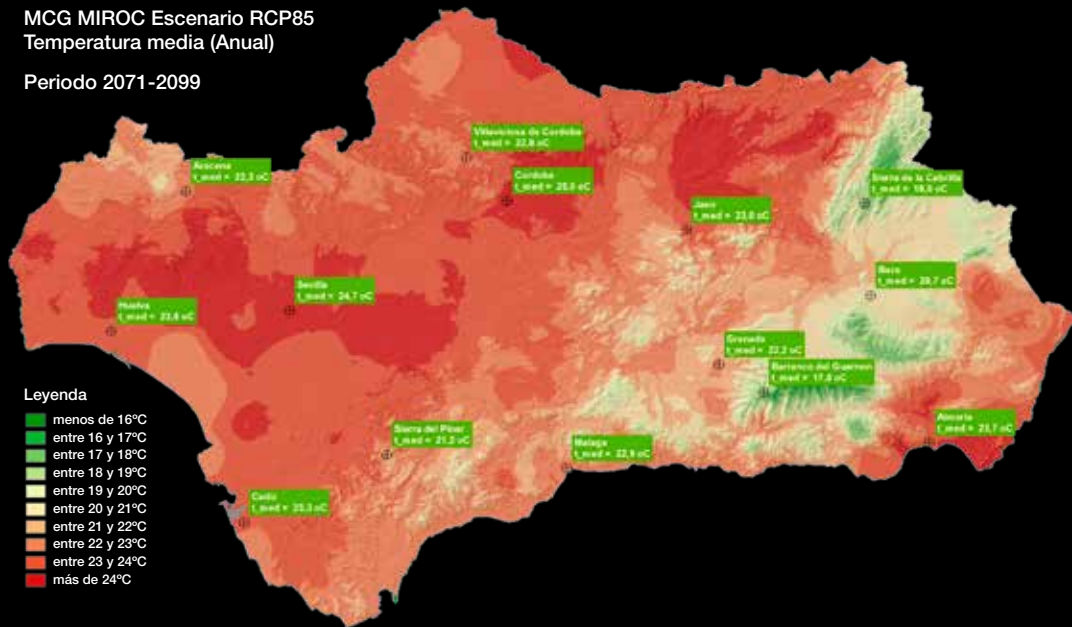 MCG MIROC Escenario RCP85
Temperatura media (Anual)
Periodo 2071-2099
Villaviciosa de Cordoba
t_med = 22,8 oC
Aracena
t_med = 22,3 oC
Cordoba
t_med = 25,0 oC
Sierra de la Cabrilla
t_med =
Jaen
t_med = 23,6 oC
Baza
t_med = 20,7 oC
Sevilla
t_med = 24,7 oC
Huelva
t_med = 23,6 oC
Granada
t_med = 22,2 oC
Barranco del Guarnon
t_med = 17,8 oC
Almeria
t_med = 23,7 oC
Sierra del Pinar
t_med = 21,2 oC
Malaga
t_med = 22,9 oC
Cadiz
t_med = 23,3 oC
Leyenda
menos de 16ºC
entre 16 y 17ºC
entre 17 y 18ºC
entre 18 y 19ºC
entre 19 y 20ºC
entre 20 y 21ºC
entre 21 y 22ºC
entre 22 y 23ºC
entre 23 y 24ºC
más de 24ºC